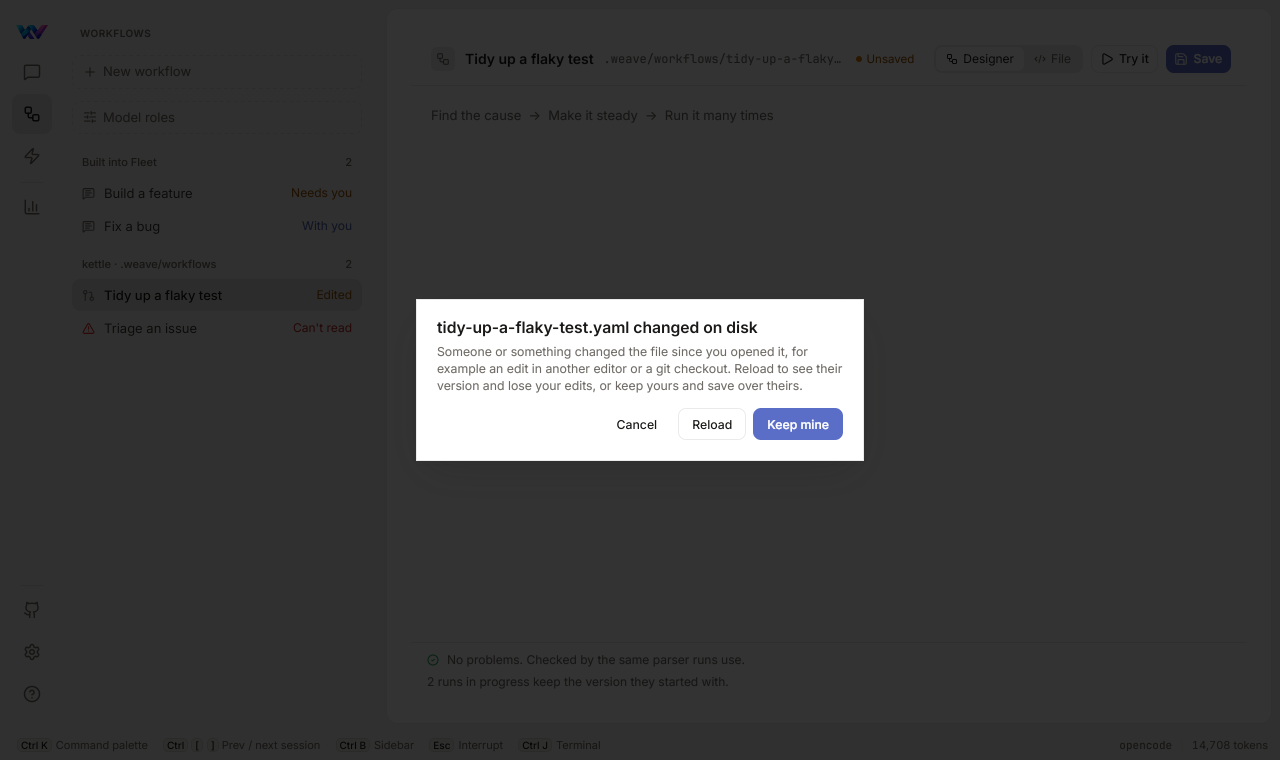 WORKFLOWS
New workflow
Model roles
Built into Fleet 2
Build a feature Needs you
Fix a bug With you
kettle · .weave/workflows 2
Tidy up a flaky test Edited
Triage an issue Can't read
Tidy up a flaky test .weave/workflows/tidy-up-a-flaky… Unsaved Designer File Try it Save
Find the cause → Make it steady → Run it many times
tidy-up-a-flaky-test.yaml changed on disk
Someone or something changed the file since you opened it, for
example an edit in another editor or a git checkout. Reload to see their
version and lose your edits, or keep yours and save over theirs.
Cancel Reload Keep mine
No problems. Checked by the same parser runs use.
2 runs in progress keep the version they started with.
Ctrl K Command palette Ctrl [ ] Prev / next session Ctrl B Sidebar Esc Interrupt Ctrl J Terminal opencode 14,708 tokens